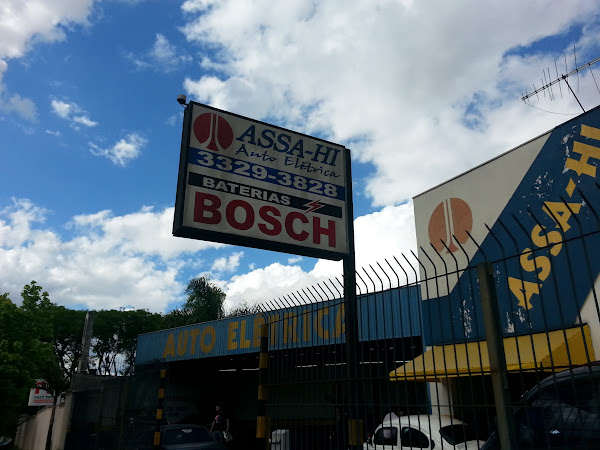 ASSA-HI
Auto Elétrica
3329-3828
BATERIAS
BOSCH
ASSA-HI
AUTO ELÉTRICA